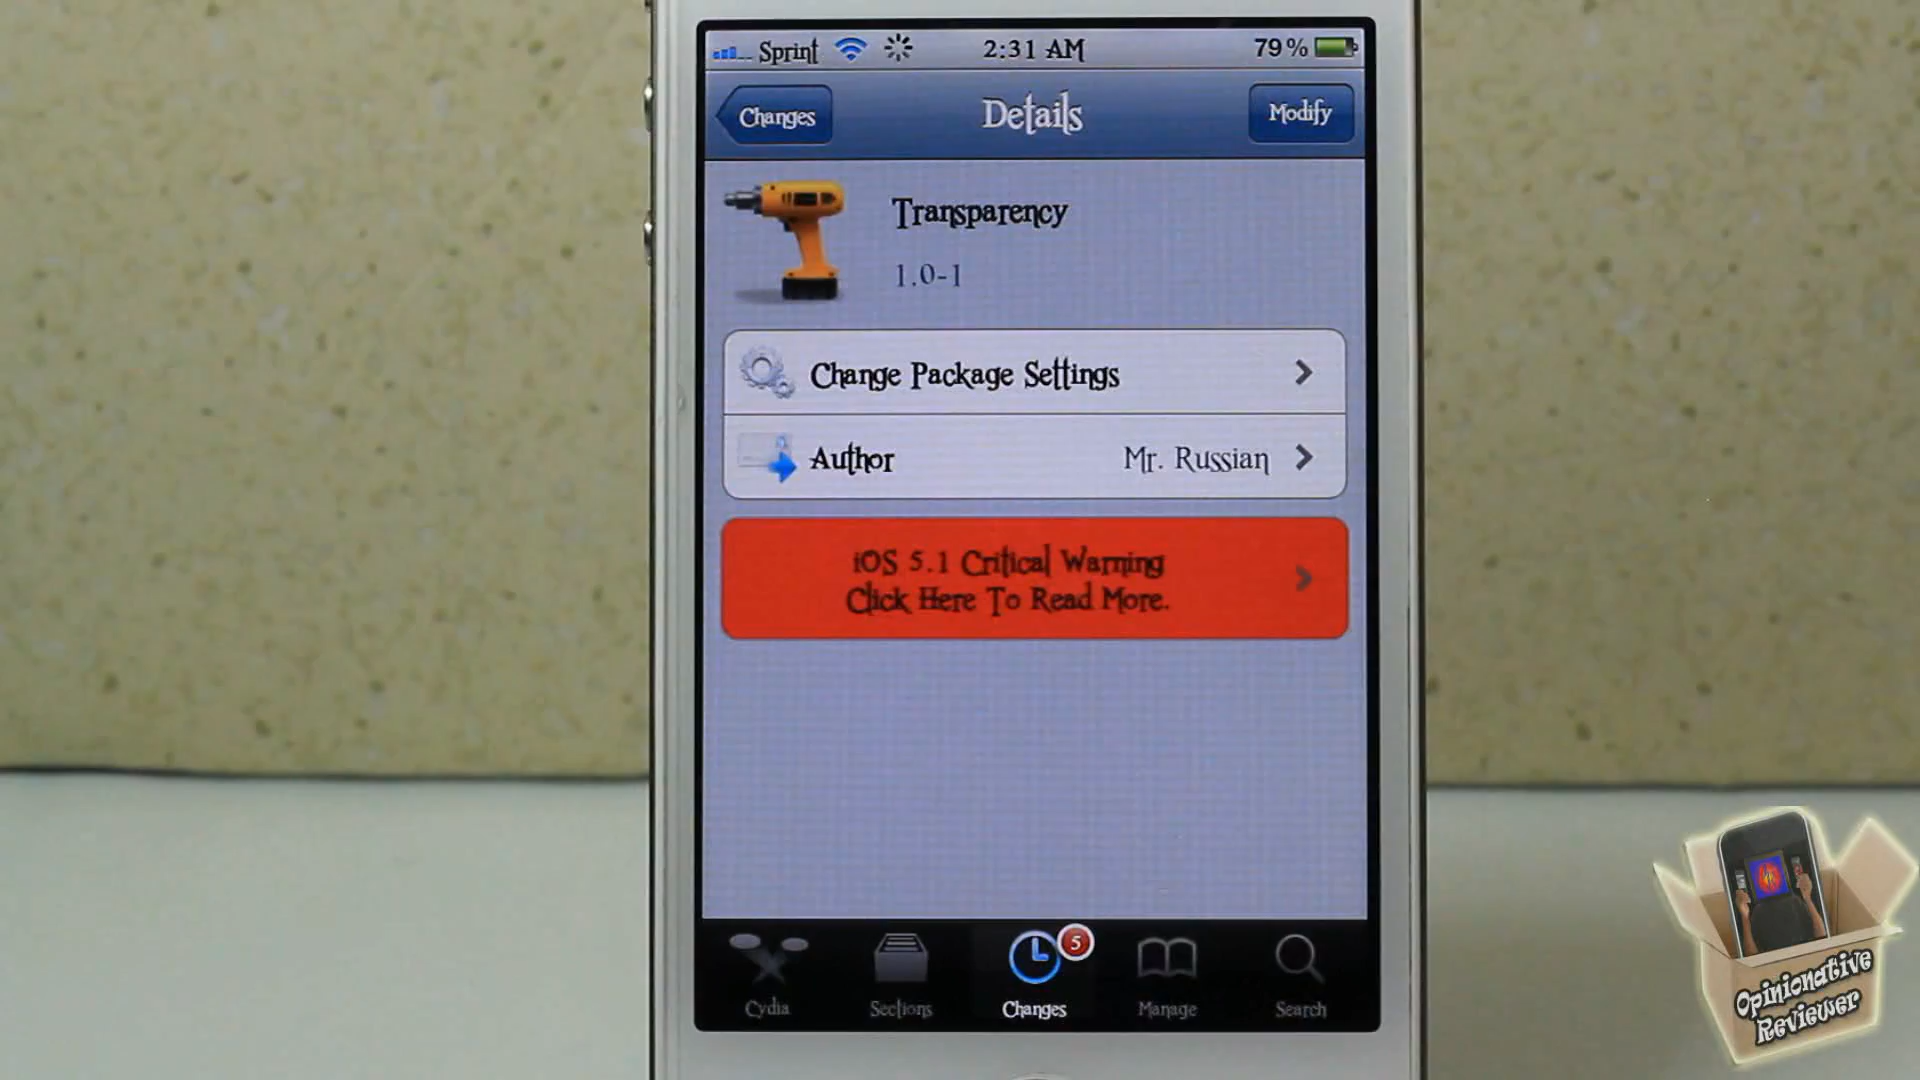 Sprint 2:31 AM 79%
Changes Details Modify
Transparency
1.0-1
Change Package Settings
Author Mr. Russian
iOS 5.1 Critical Warning
Click Here To Read More.
5
Cydia Sections Changes Manage Search
Opinionative
Reviewer